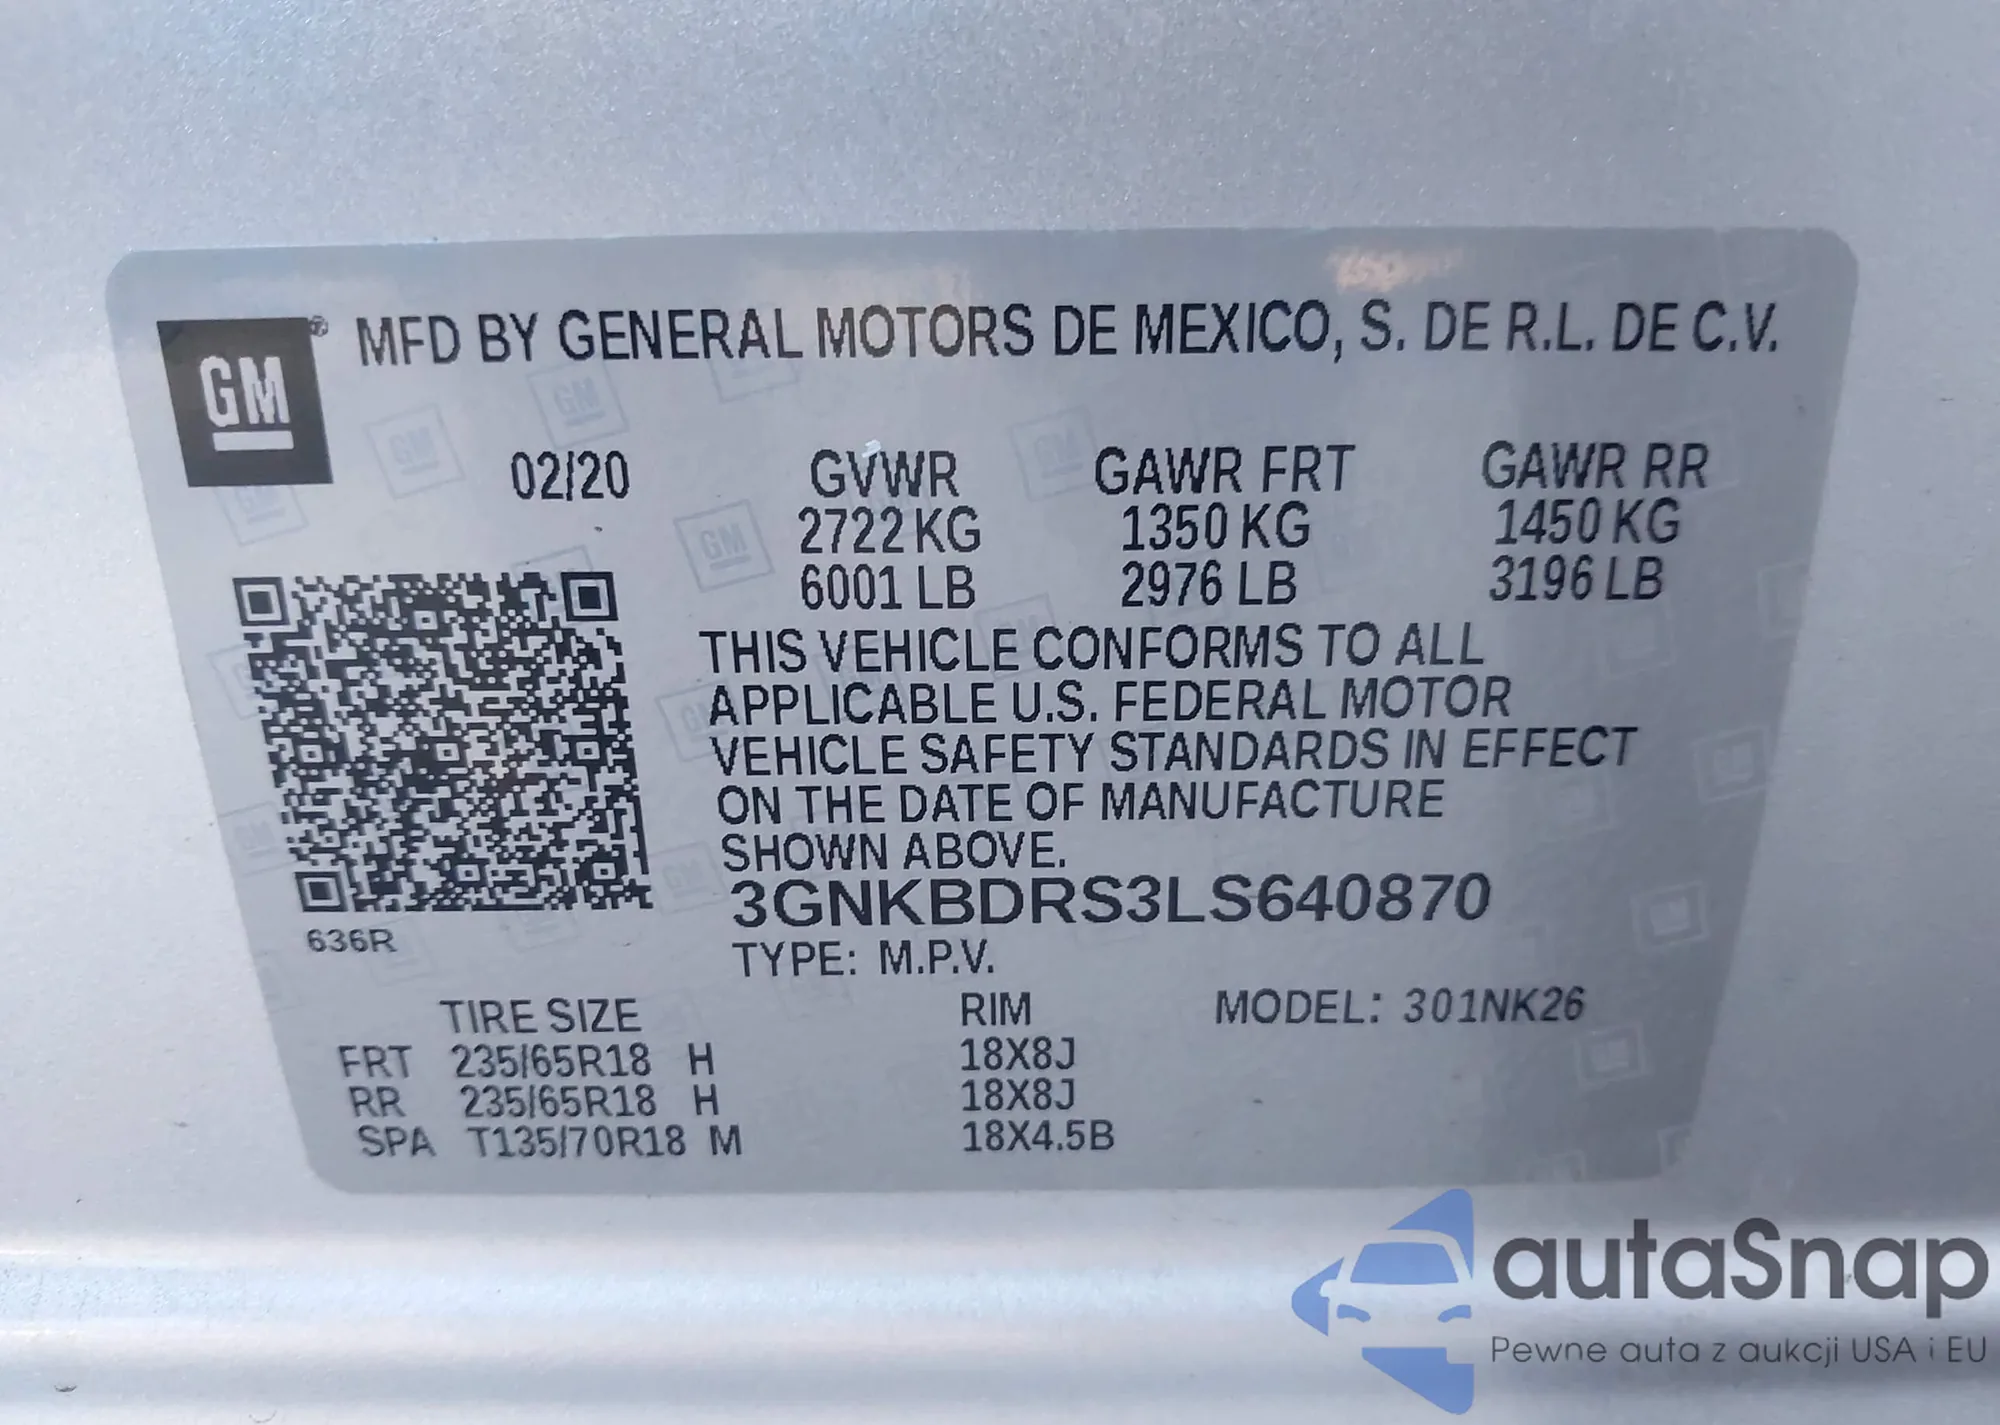 GM ® MFD BY GENERAL MOTORS DE MEXICO, S. DE R.L. DE C.V.
02/20 GVWR GAWR FRT GAWR RR
2722 KG 1350 KG 1450 KG
6001 LB 2976 LB 3196 LB
THIS VEHICLE CONFORMS TO ALL
APPLICABLE U.S. FEDERAL MOTOR
VEHICLE SAFETY STANDARDS IN EFFECT
ON THE DATE OF MANUFACTURE
SHOWN ABOVE.
3GNKBDRS3LS640870
636R
TYPE: M.P.V.
TIRE SIZE RIM MODEL: 301NK26
FRT 235/65R18 H 18X8J
RR 235/65R18 H 18X8J
SPA T135/70R18 M 18X4.5B
autaSnap
Pewne auta z aukcji USA i EU